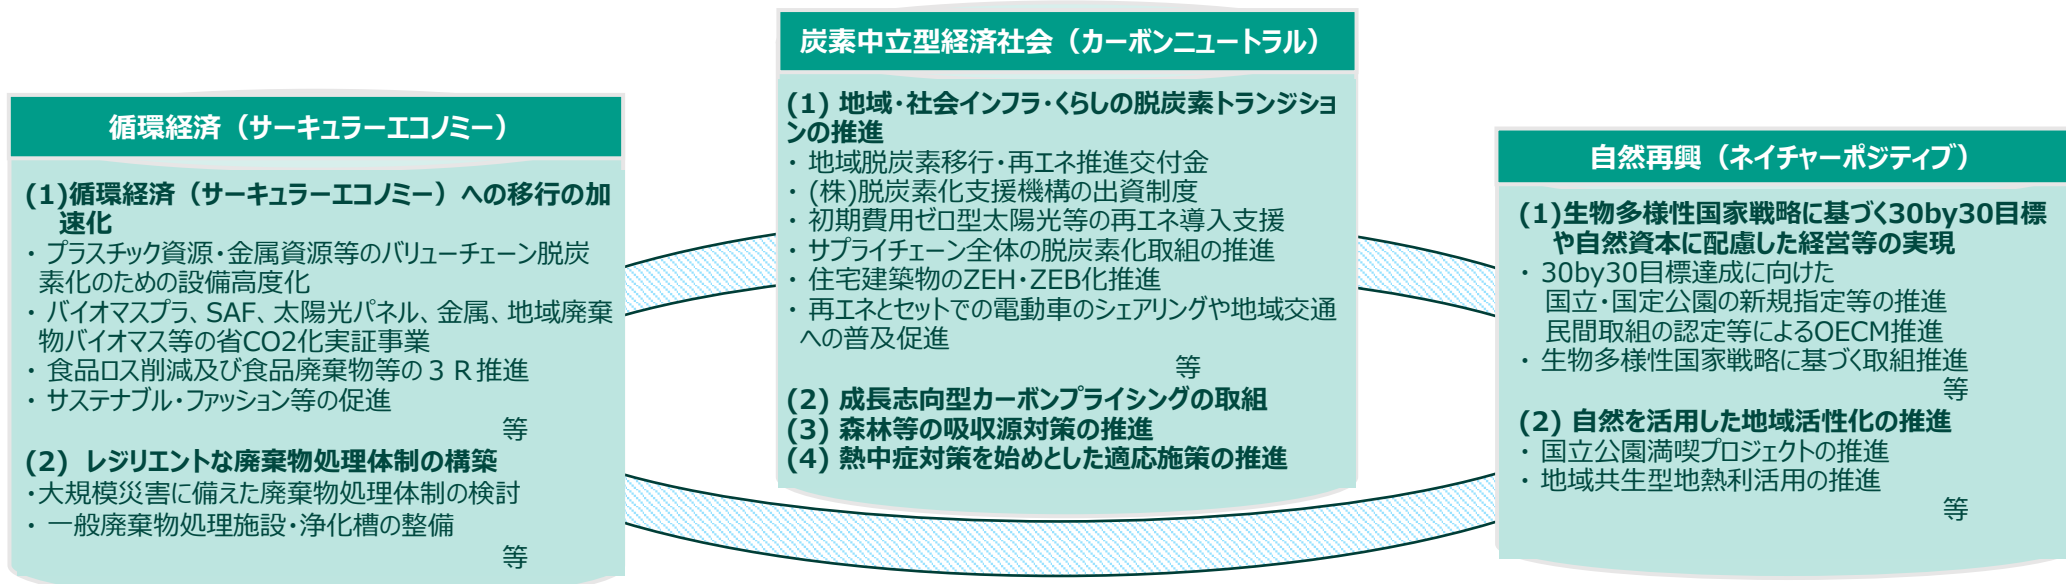 循環経済（サーキュラーエコノミー）
(1)循環経済（サーキュラーエコノミー）への移行の加
速化
・ プラスチック資源・金属資源等のバリューチェーン脱炭
素化のための設備高度化
・ バイオマスプラ、SAF、太陽光パネル、金属、地域廃棄
物バイオマス等の省CO2化実証事業
・ 食品ロス削減及び食品廃棄物等の３Ｒ推進
・ サステナブル・ファッション等の促進
等
(2) レジリエントな廃棄物処理体制の構築
・大規模災害に備えた廃棄物処理体制の検討
・ 一般廃棄物処理施設・浄化槽の整備
等
炭素中立型経済社会（カーボンニュートラル）
(1) 地域・社会インフラ・くらしの脱炭素トランジショ
ンの推進
・ 地域脱炭素移行・再エネ推進交付金
・ (株)脱炭素化支援機構の出資制度
・ 初期費用ゼロ型太陽光等の再エネ導入支援
・ サプライチェーン全体の脱炭素化取組の推進
・ 住宅建築物のZEH・ZEB化推進
・ 再エネとセットでの電動車のシェアリングや地域交通
への普及促進
等
(2) 成長志向型カーボンプライシングの取組
(3) 森林等の吸収源対策の推進
(4) 熱中症対策を始めとした適応施策の推進
自然再興（ネイチャーポジティブ）
(1)生物多様性国家戦略に基づく30by30目標
や自然資本に配慮した経営等の実現
・ 30by30目標達成に向けた
国立・国定公園の新規指定等の推進
民間取組の認定等によるOECM推進
・ 生物多様性国家戦略に基づく取組推進
等
(2) 自然を活用した地域活性化の推進
・ 国立公園満喫プロジェクトの推進
・ 地域共生型地熱利活用の推進
等